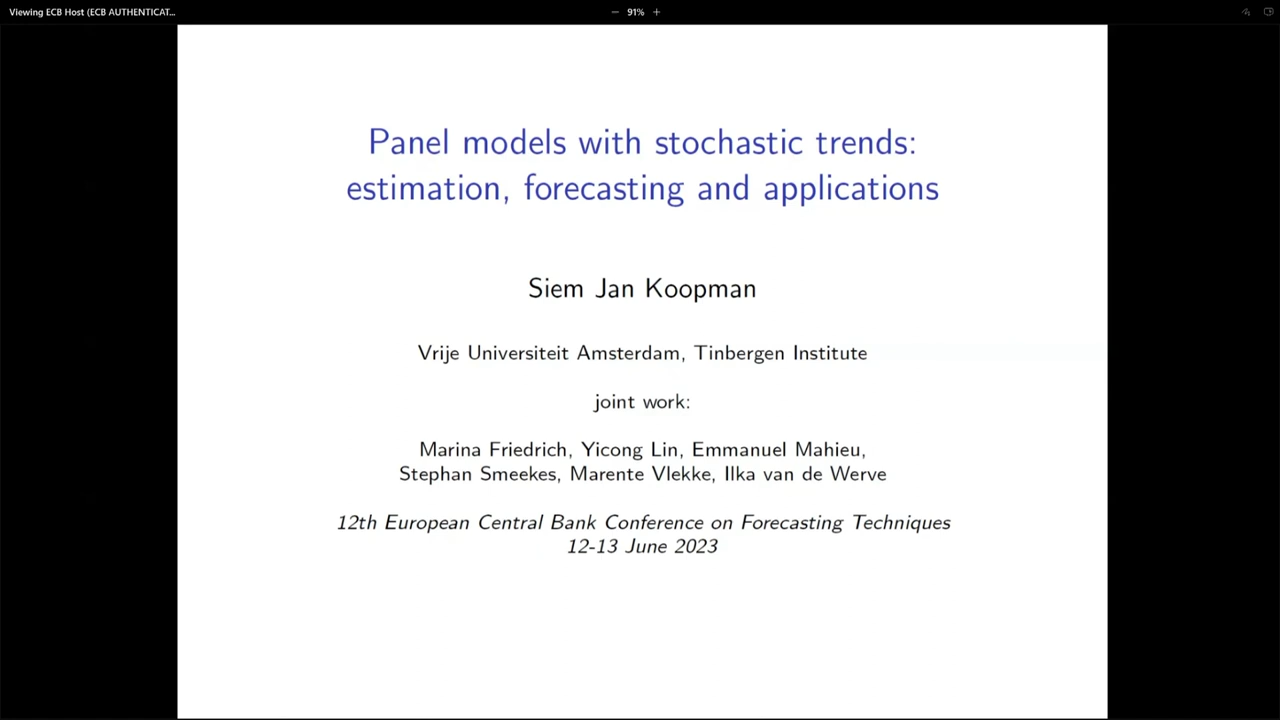 Viewing ECB Host (ECB AUTHENTICAT...
− 91% +
Panel models with stochastic trends:
estimation, forecasting and applications
Siem Jan Koopman
Vrije Universiteit Amsterdam, Tinbergen Institute
joint work:
Marina Friedrich, Yicong Lin, Emmanuel Mahieu,
Stephan Smeekes, Marente Vlekke, Ilka van de Werve
12th European Central Bank Conference on Forecasting Techniques
12-13 June 2023